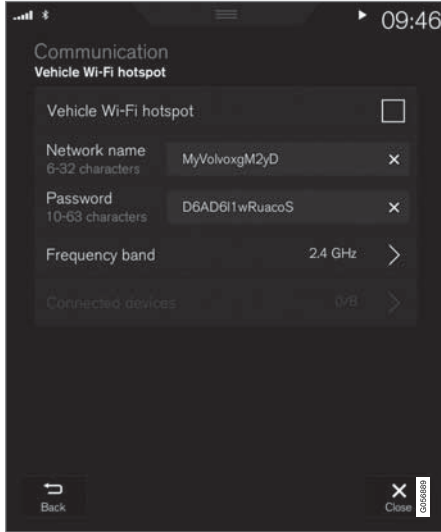 09:46
Communication
Vehicle Wi-Fi hotspot
Vehicle Wi-Fi hotspot
Network name
6-32 characters
MyVolvoxgM2yD
Password
10-63 characters
D6AD6I1wRuacoS
Frequency band 2.4 GHz
Connected devices 0/8
Back
Close
G056889